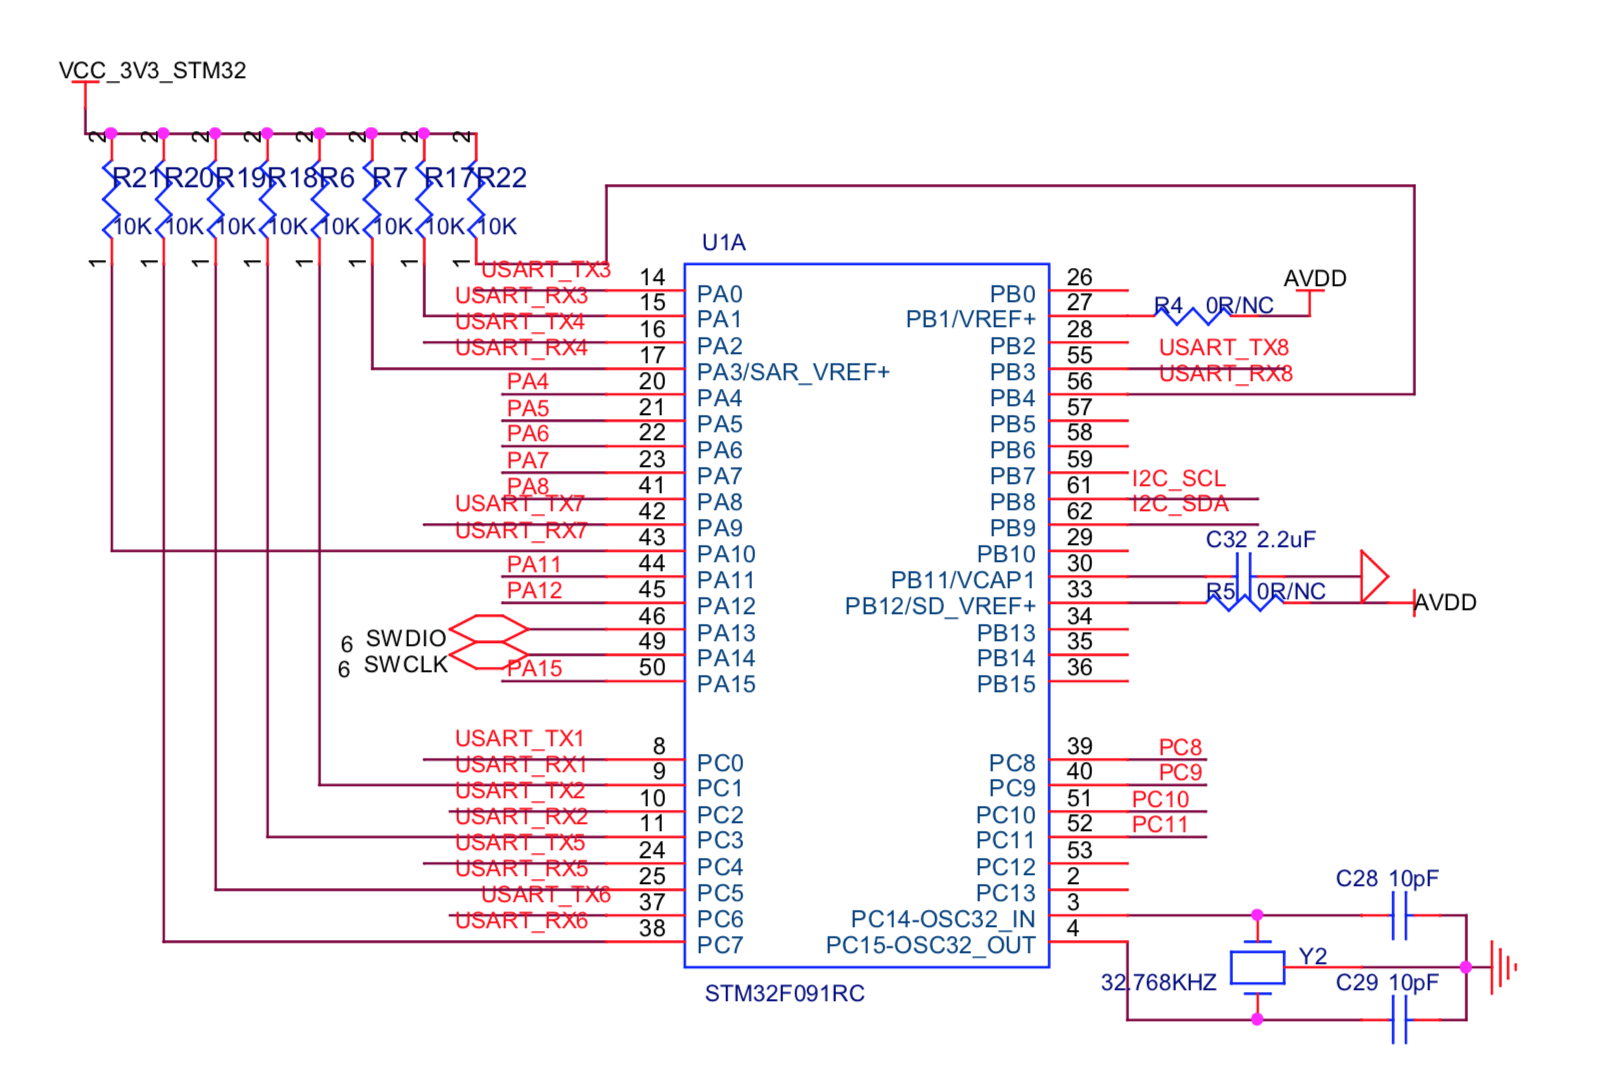 VCC_3V3_STM32
2 2 2 2 2 2 2 2
R21 R20 R19 R18 R6 R7 R17 R22
10K 10K 10K 10K 10K 10K 10K 10K
1 1 1 1 1 1 1 1
U1A
USART_TX3 14 PA0
USART_RX3 15 PA1
USART_TX4 16 PA2
USART_RX4 17 PA3/SAR_VREF+
PA4 20 PA4
PA5 21 PA5
PA6 22 PA6
PA7 23 PA7
PA8 41 PA8
USART_TX7 42 PA9
USART_RX7 43 PA10
PA11 44 PA11
PA12 45 PA12
6 SWDIO 46 PA13
6 SWCLK 49 PA14
PA15 50 PA15
USART_TX1 8 PC0
USART_RX1 9 PC1
USART_TX2 10 PC2
USART_RX2 11 PC3
USART_TX5 24 PC4
USART_RX5 25 PC5
USART_TX6 37 PC6
USART_RX6 38 PC7
PB0 26
AVDD
PB1/VREF+ 27 R4 0R/NC
PB2 28
PB3 55 USART_TX8
PB4 56 USART_RX8
PB5 57
PB6 58
PB7 59
PB8 61 I2C_SCL
PB9 62 I2C_SDA
PB10 29
PB11/VCAP1 30 C32 2.2uF
PB12/SD_VREF+ 33 R5 0R/NC AVDD
PB13 34
PB14 35
PB15 36
PC8 39 PC8
PC9 40 PC9
PC10 51 PC10
PC11 52 PC11
PC12 53
PC13 2
PC14-OSC32_IN 3 C28 10pF
PC15-OSC32_OUT 4
Y2
32.768KHZ
C29 10pF
STM32F091RC